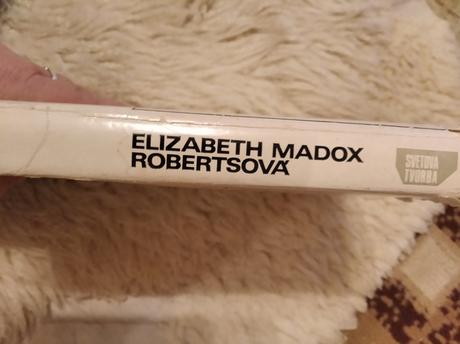 ELIZABETH MADOX
ROBERTSOVÁ
SVETOVÁ
TVORBA